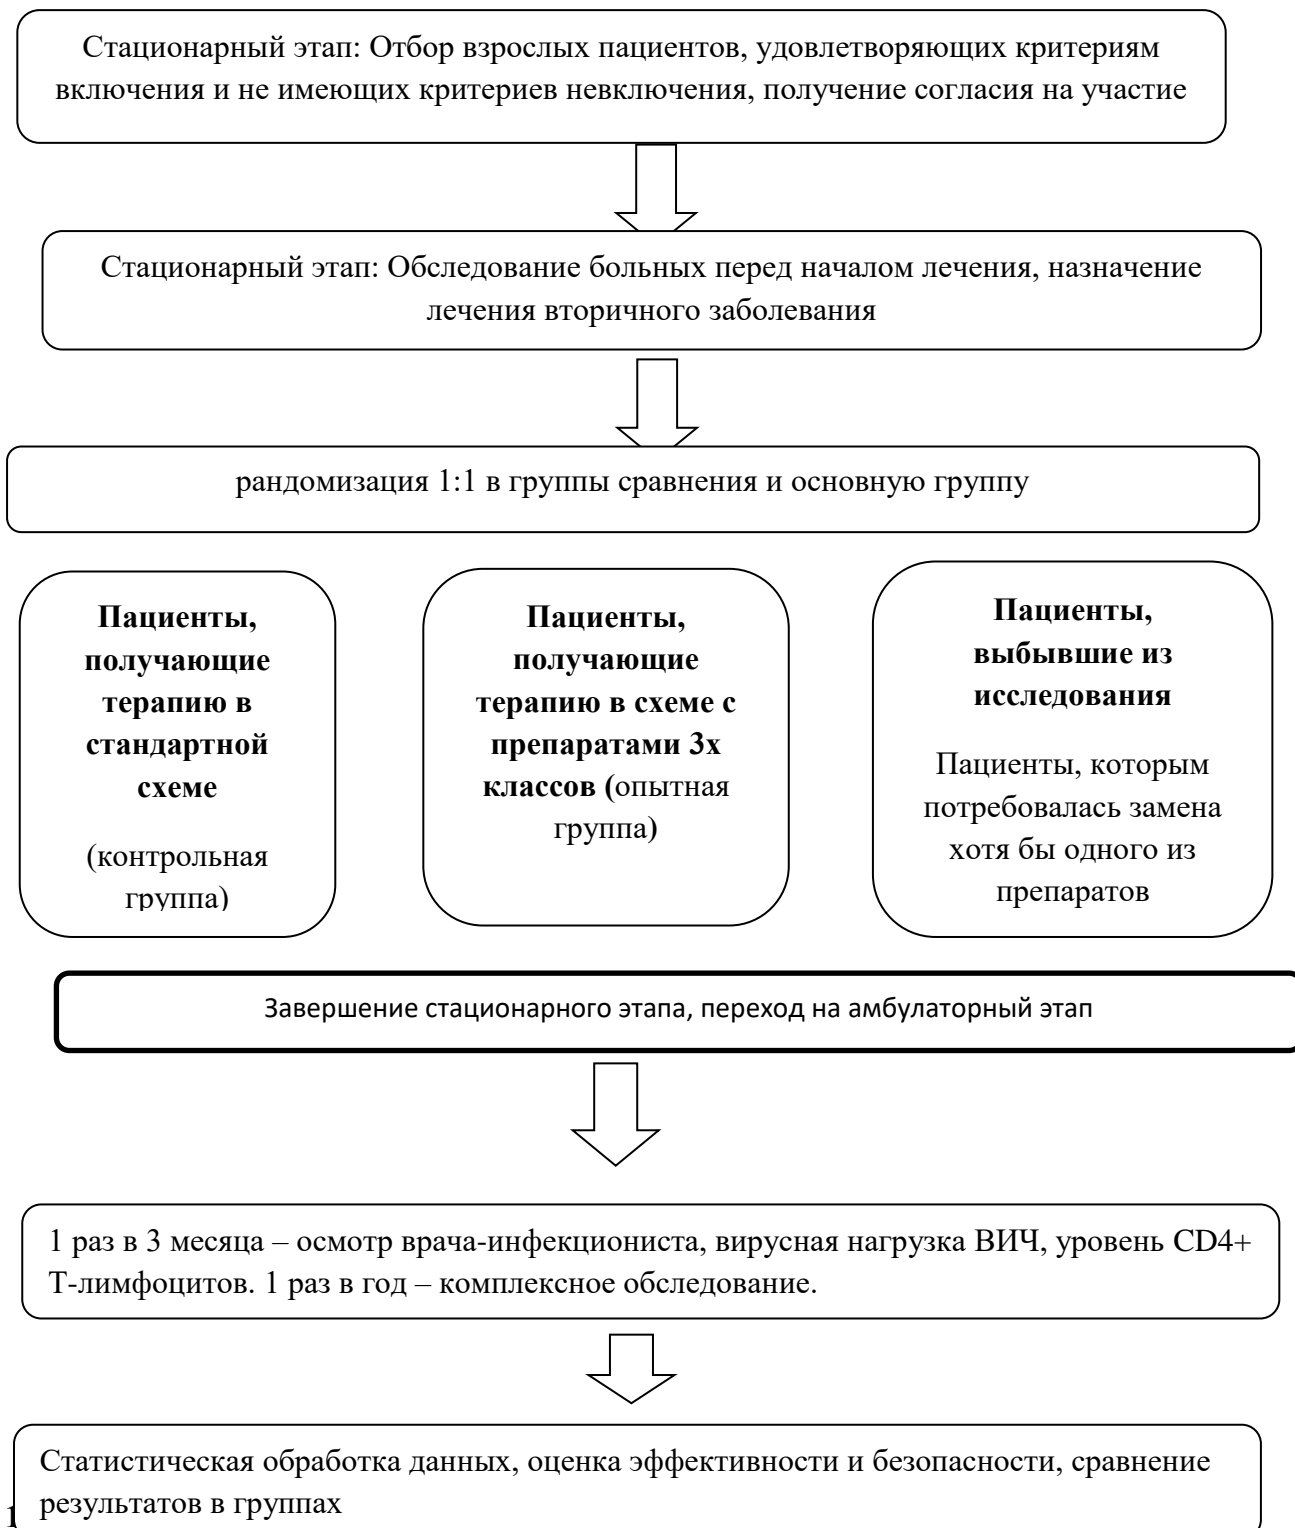 Стационарный этап: Отбор взрослых пациентов, удовлетворяющих критериям
включения и не имеющих критериев невключения, получение согласия на участие
Стационарный этап: Обследование больных перед началом лечения, назначение
лечения вторичного заболевания
рандомизация 1:1 в группы сравнения и основную группу
Пациенты,
получающие
терапию в
стандартной
схеме
(контрольная
группа)
Пациенты,
получающие
терапию в схеме с
препаратами 3х
классов (опытная
группа)
Пациенты,
выбывшие из
исследования
Пациенты, которым
потребовалась замена
хотя бы одного из
препаратов
Завершение стационарного этапа, переход на амбулаторный этап
1 раз в 3 месяца – осмотр врача-инфекциониста, вирусная нагрузка ВИЧ, уровень CD4+
Т-лимфоцитов. 1 раз в год – комплексное обследование.
Статистическая обработка данных, оценка эффективности и безопасности, сравнение
результатов в группах
1